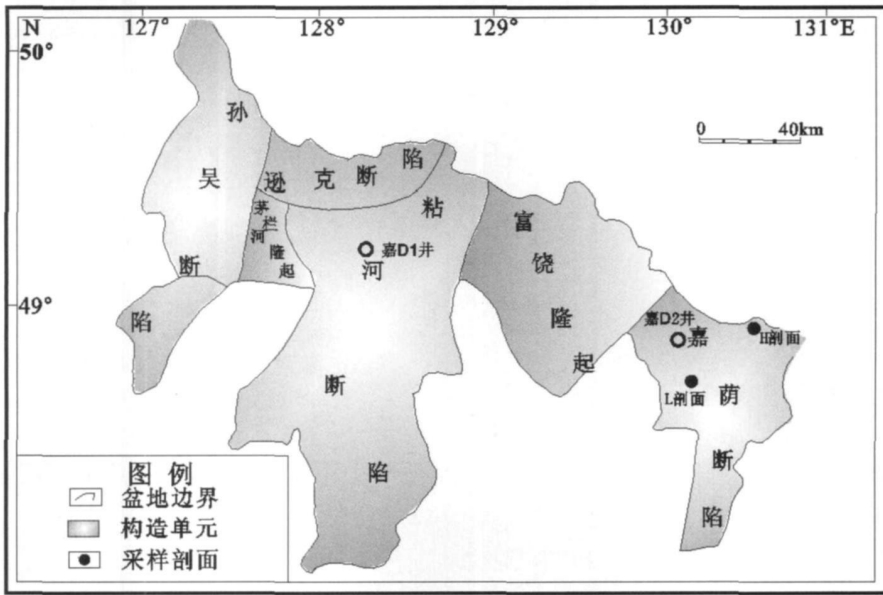 N 127° 128° 129° 130° 131°E
50°
49°
0 40km
孙吴断陷
逊克断陷
茅栏河隆起
粘河断陷
嘉D1井
富饶隆起
嘉荫断陷
嘉D2井
H剖面
L剖面
图例
盆地边界
构造单元
采样剖面